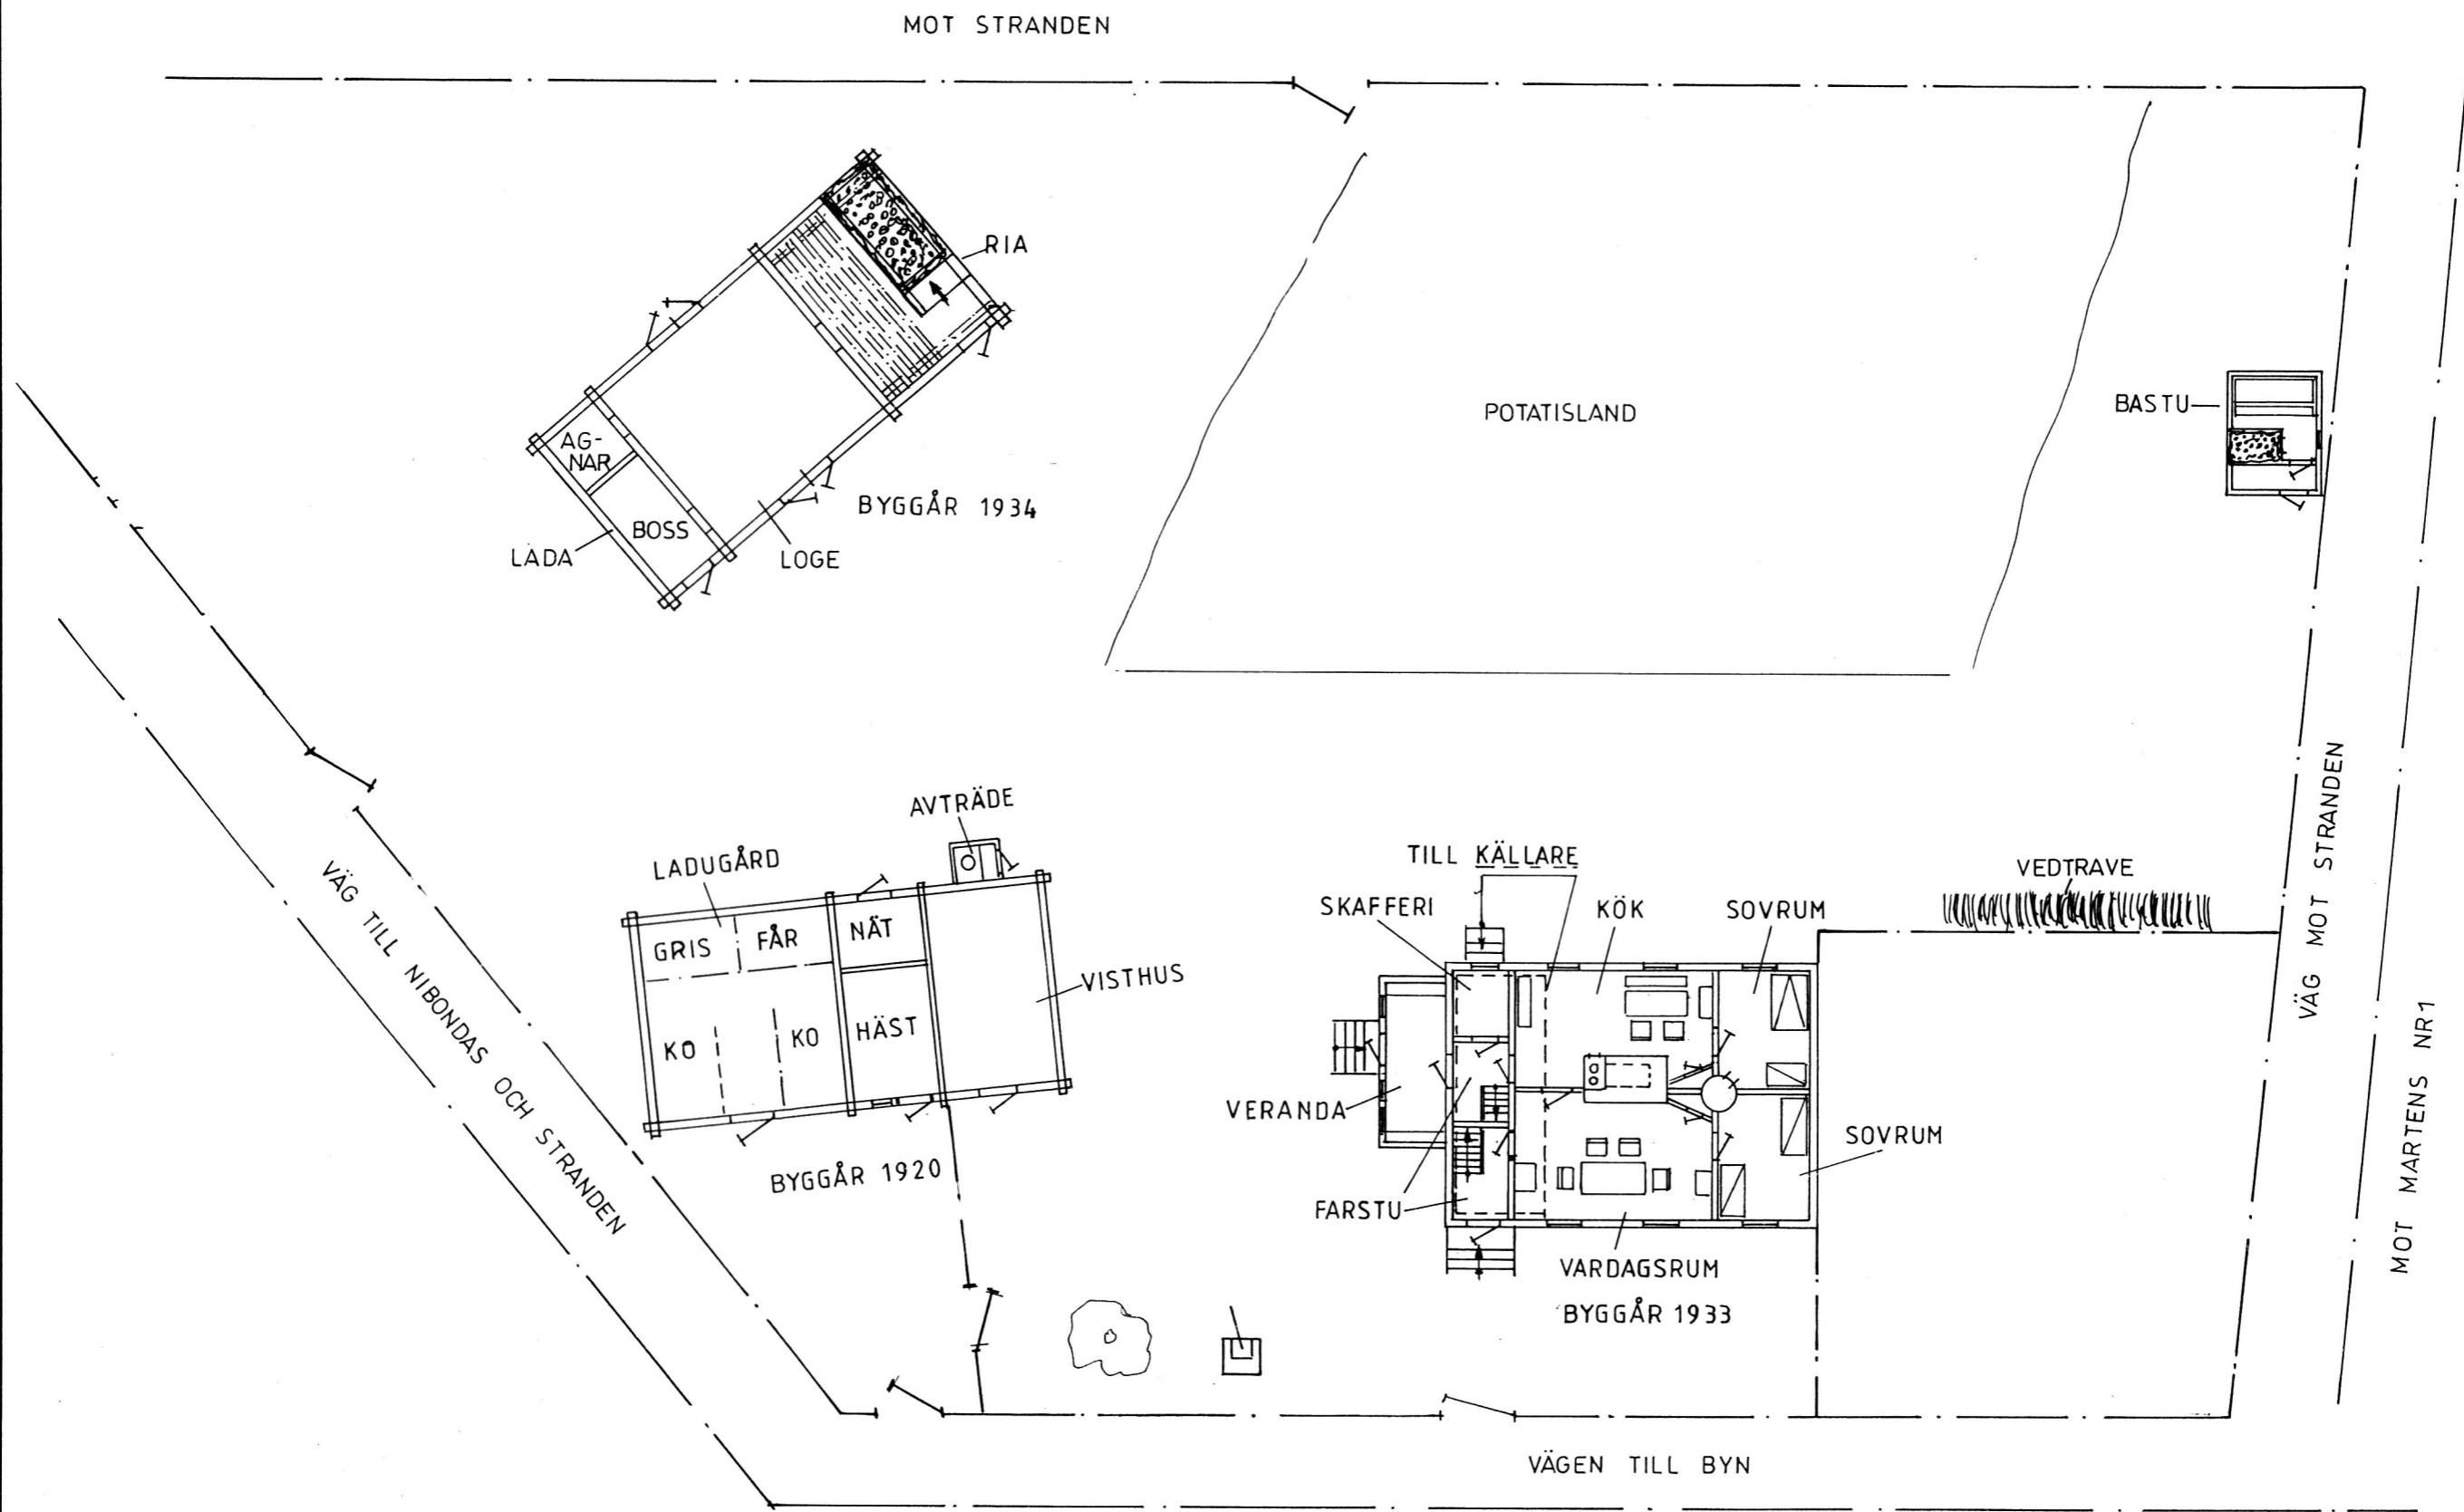 MOT STRANDEN
RIA
POTATISLAND
BASTU
AG-
NAR
BOSS
LADA
LOGE
BYGGÅR 1934
VÄG TILL NIBONDAS OCH STRANDEN
AVTRÄDE
LADUGÅRD
GRIS
FÅR
NÄT
KO
KO
HÄST
VISTHUS
BYGGÅR 1920
TILL KÄLLARE
SKAFFERI
KÖK
SOVRUM
VEDTRAVE
VERANDA
FARSTU
SOVRUM
VARDAGSRUM
BYGGÅR 1933
VÄG MOT STRANDEN
MOT MARTENS NR1
VÄGEN TILL BYN